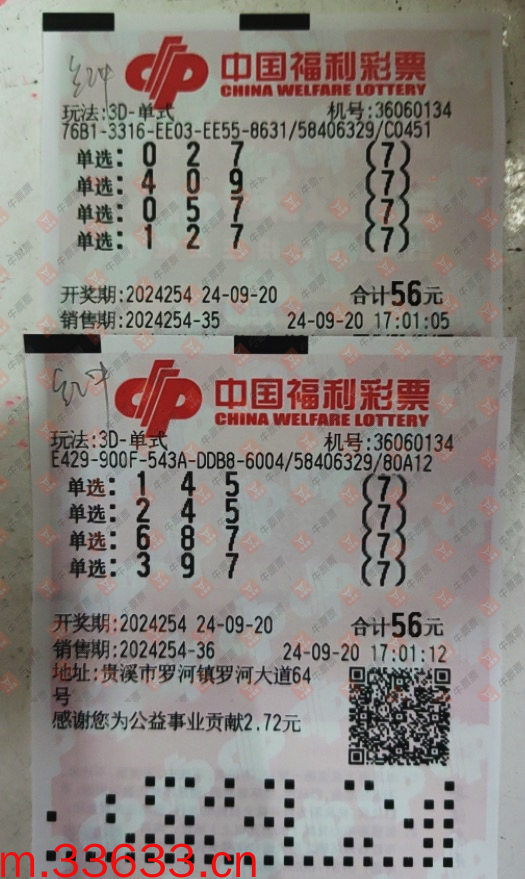 中国福利彩票
CHINA WELFARE LOTTERY
玩法:3D-单式 机号:36060134
76B1-3316-EE03-EE55-8631/58406329/C0451
单选: 0 2 7 (7)
单选: 4 0 9 (7)
单选: 0 5 7 (7)
单选: 1 2 7 (7)
开奖期:2024254 24-09-20 合计56元
销售期:2024254-35 24-09-20 17:01:05
中国福利彩票
CHINA WELFARE LOTTERY
玩法:3D-单式 机号:36060134
E429-900F-543A-DDB8-6004/58406329/80A12
单选: 1 4 5 (7)
单选: 2 4 5 (7)
单选: 6 8 7 (7)
单选: 3 9 7 (7)
开奖期:2024254 24-09-20 合计56元
销售期:2024254-36 24-09-20 17:01:12
地址:贵溪市罗河镇罗河大道64
号
感谢您为公益事业贡献2.72元
m.33633.cn